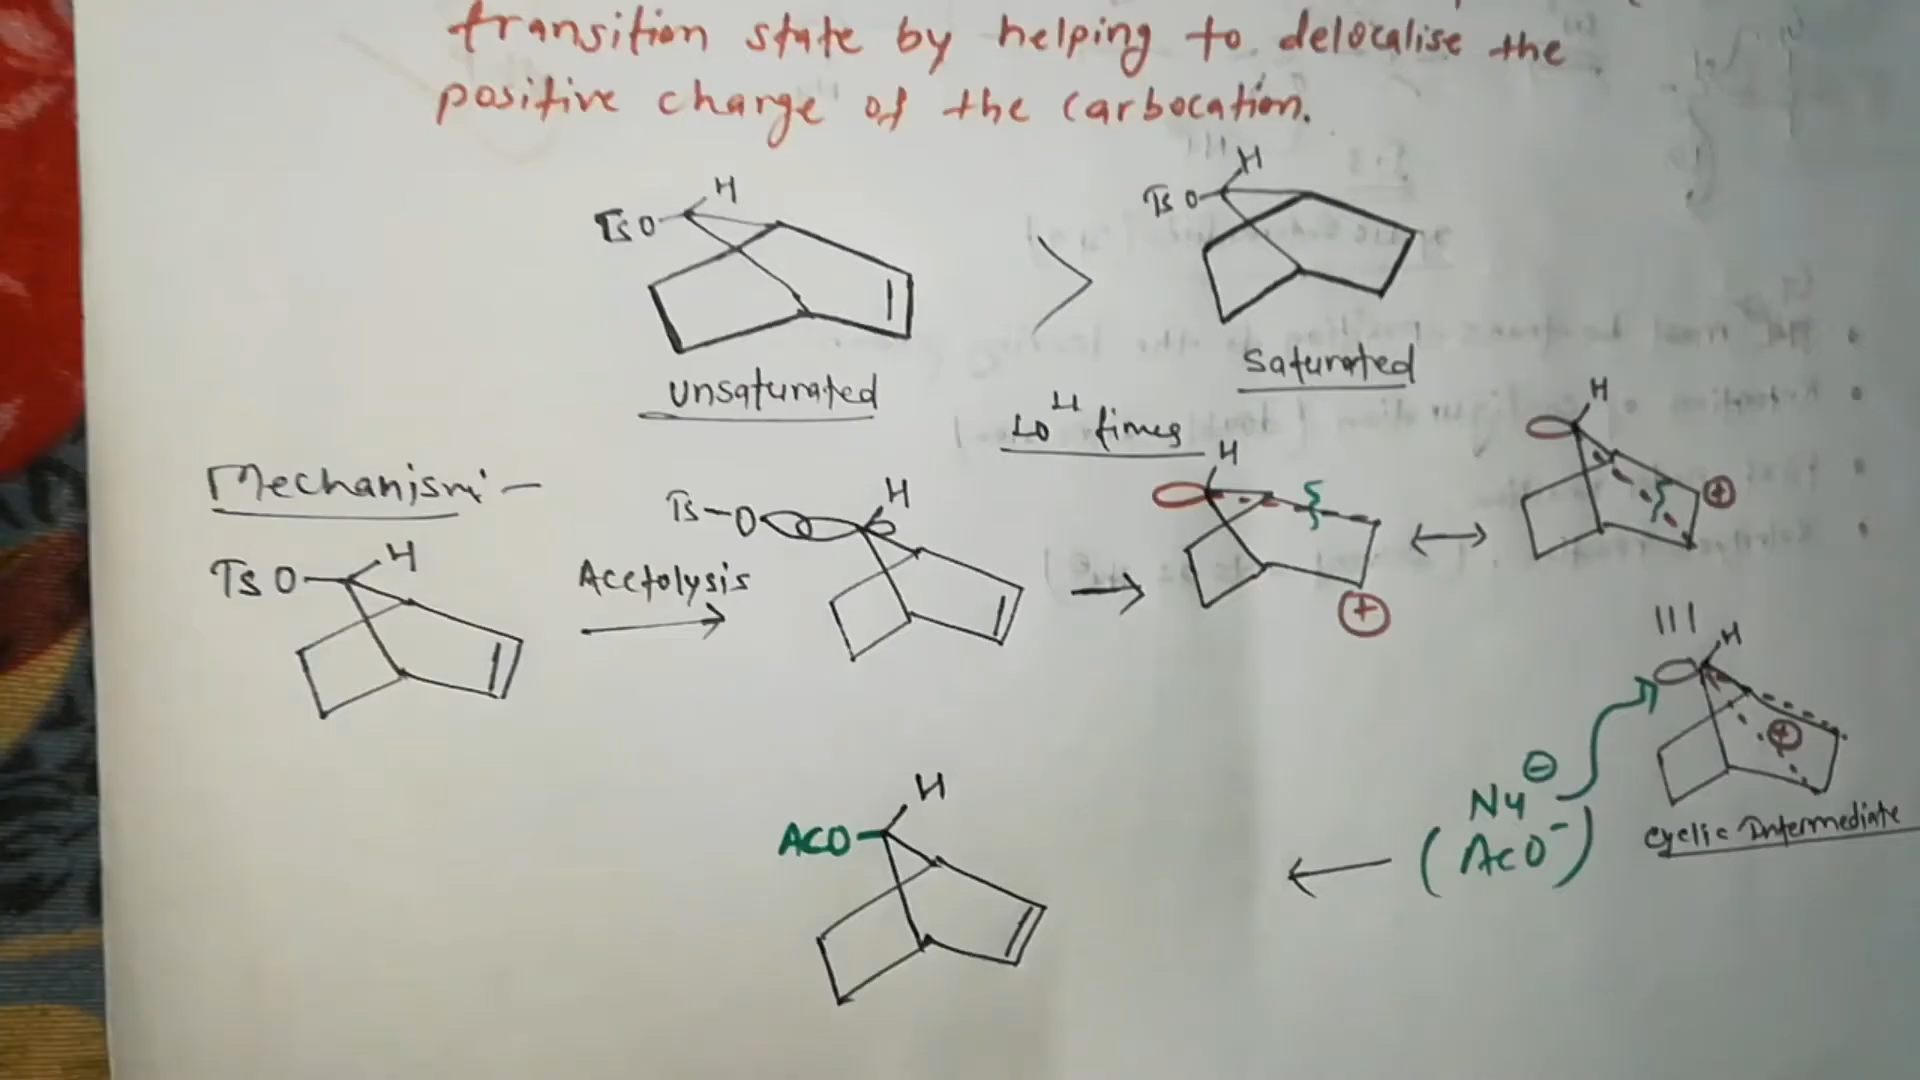 transition state by helping to delocalise the
positive charge of the carbocation.
TsO H
TsO H
>
Unsaturated
Saturated
10¹¹ times
Mechanism:-
TsO H
Acetolysis
Ts-O H
H
⊕
H
⊕
H
⊕
Cyclic Intermediate
Nu⊖
(AcO⁻)
ACO H